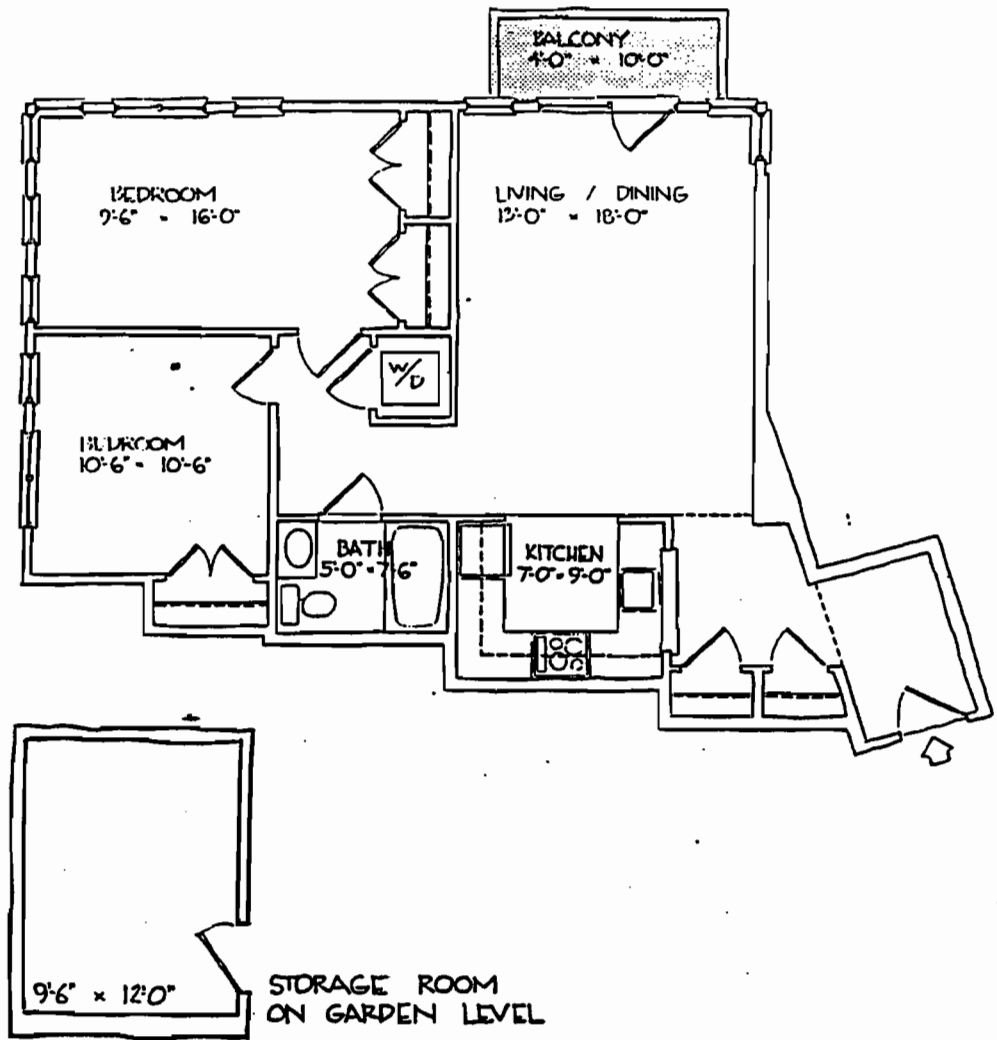 BALCONY
4'-0" × 10'-0"
BEDROOM
9'-6" × 16'-0"
LIVING / DINING
13'-0" × 18'-0"
W/D
BEDROOM
10'-6" × 10'-6"
BATH
5'-0" × 7'-6"
KITCHEN
7'-0" × 9'-0"
9'-6" × 12'-0"
STORAGE ROOM
ON GARDEN LEVEL